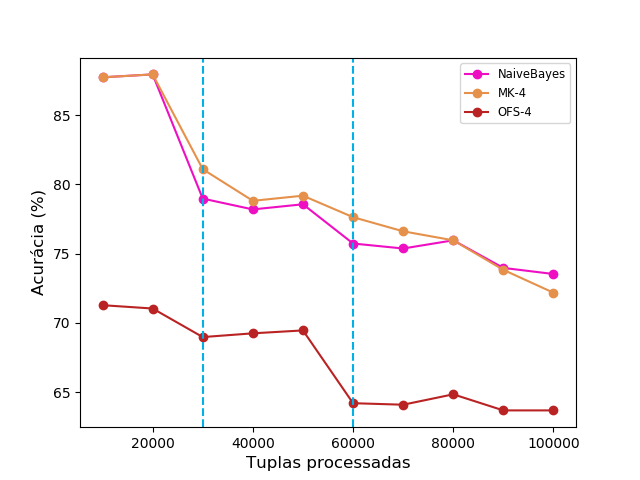 NaiveBayes
MK-4
OFS-4
Acurácia (%)
85
80
75
70
65
20000
40000
60000
80000
100000
Tuplas processadas